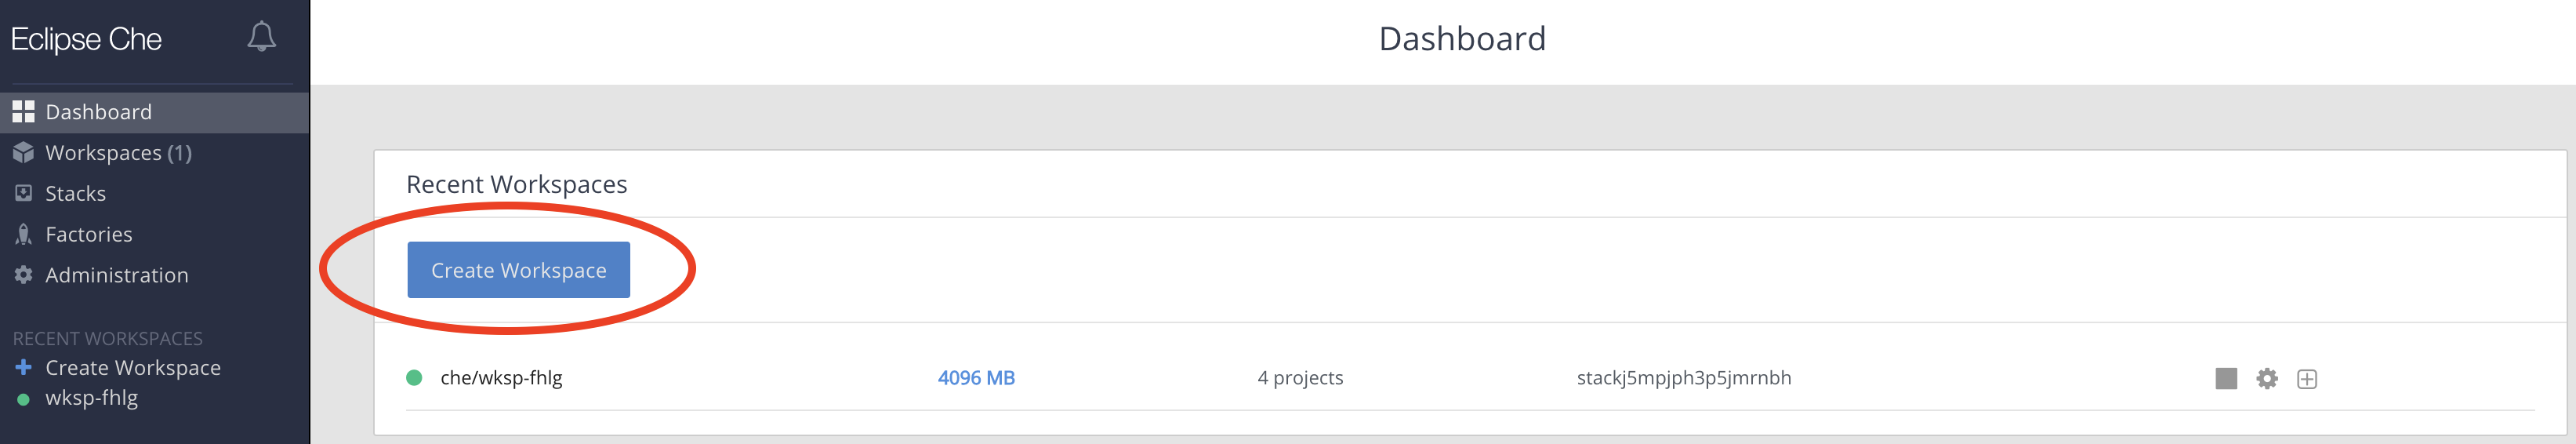 Eclipse Che
Dashboard
Workspaces (1)
Stacks
Factories
Administration
RECENT WORKSPACES
Create Workspace
wksp-fhlg
Dashboard
Recent Workspaces
Create Workspace
che/wksp-fhlg 4096 MB 4 projects stackj5mpjph3p5jmrnbh